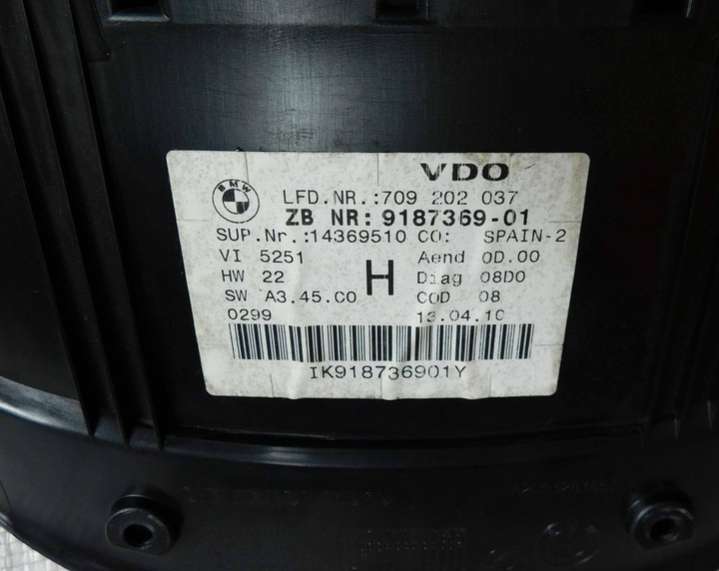 VDO
BMW
LFD.NR.:709 202 037
ZB NR: 9187369-01
SUP.Nr.:14369510 CO: SPAIN-2
VI 5251 Aend 0D.00
HW 22 H Diag 08D0
SW A3.45.C0 COD 08
0299 13.04.10
IK918736901Y